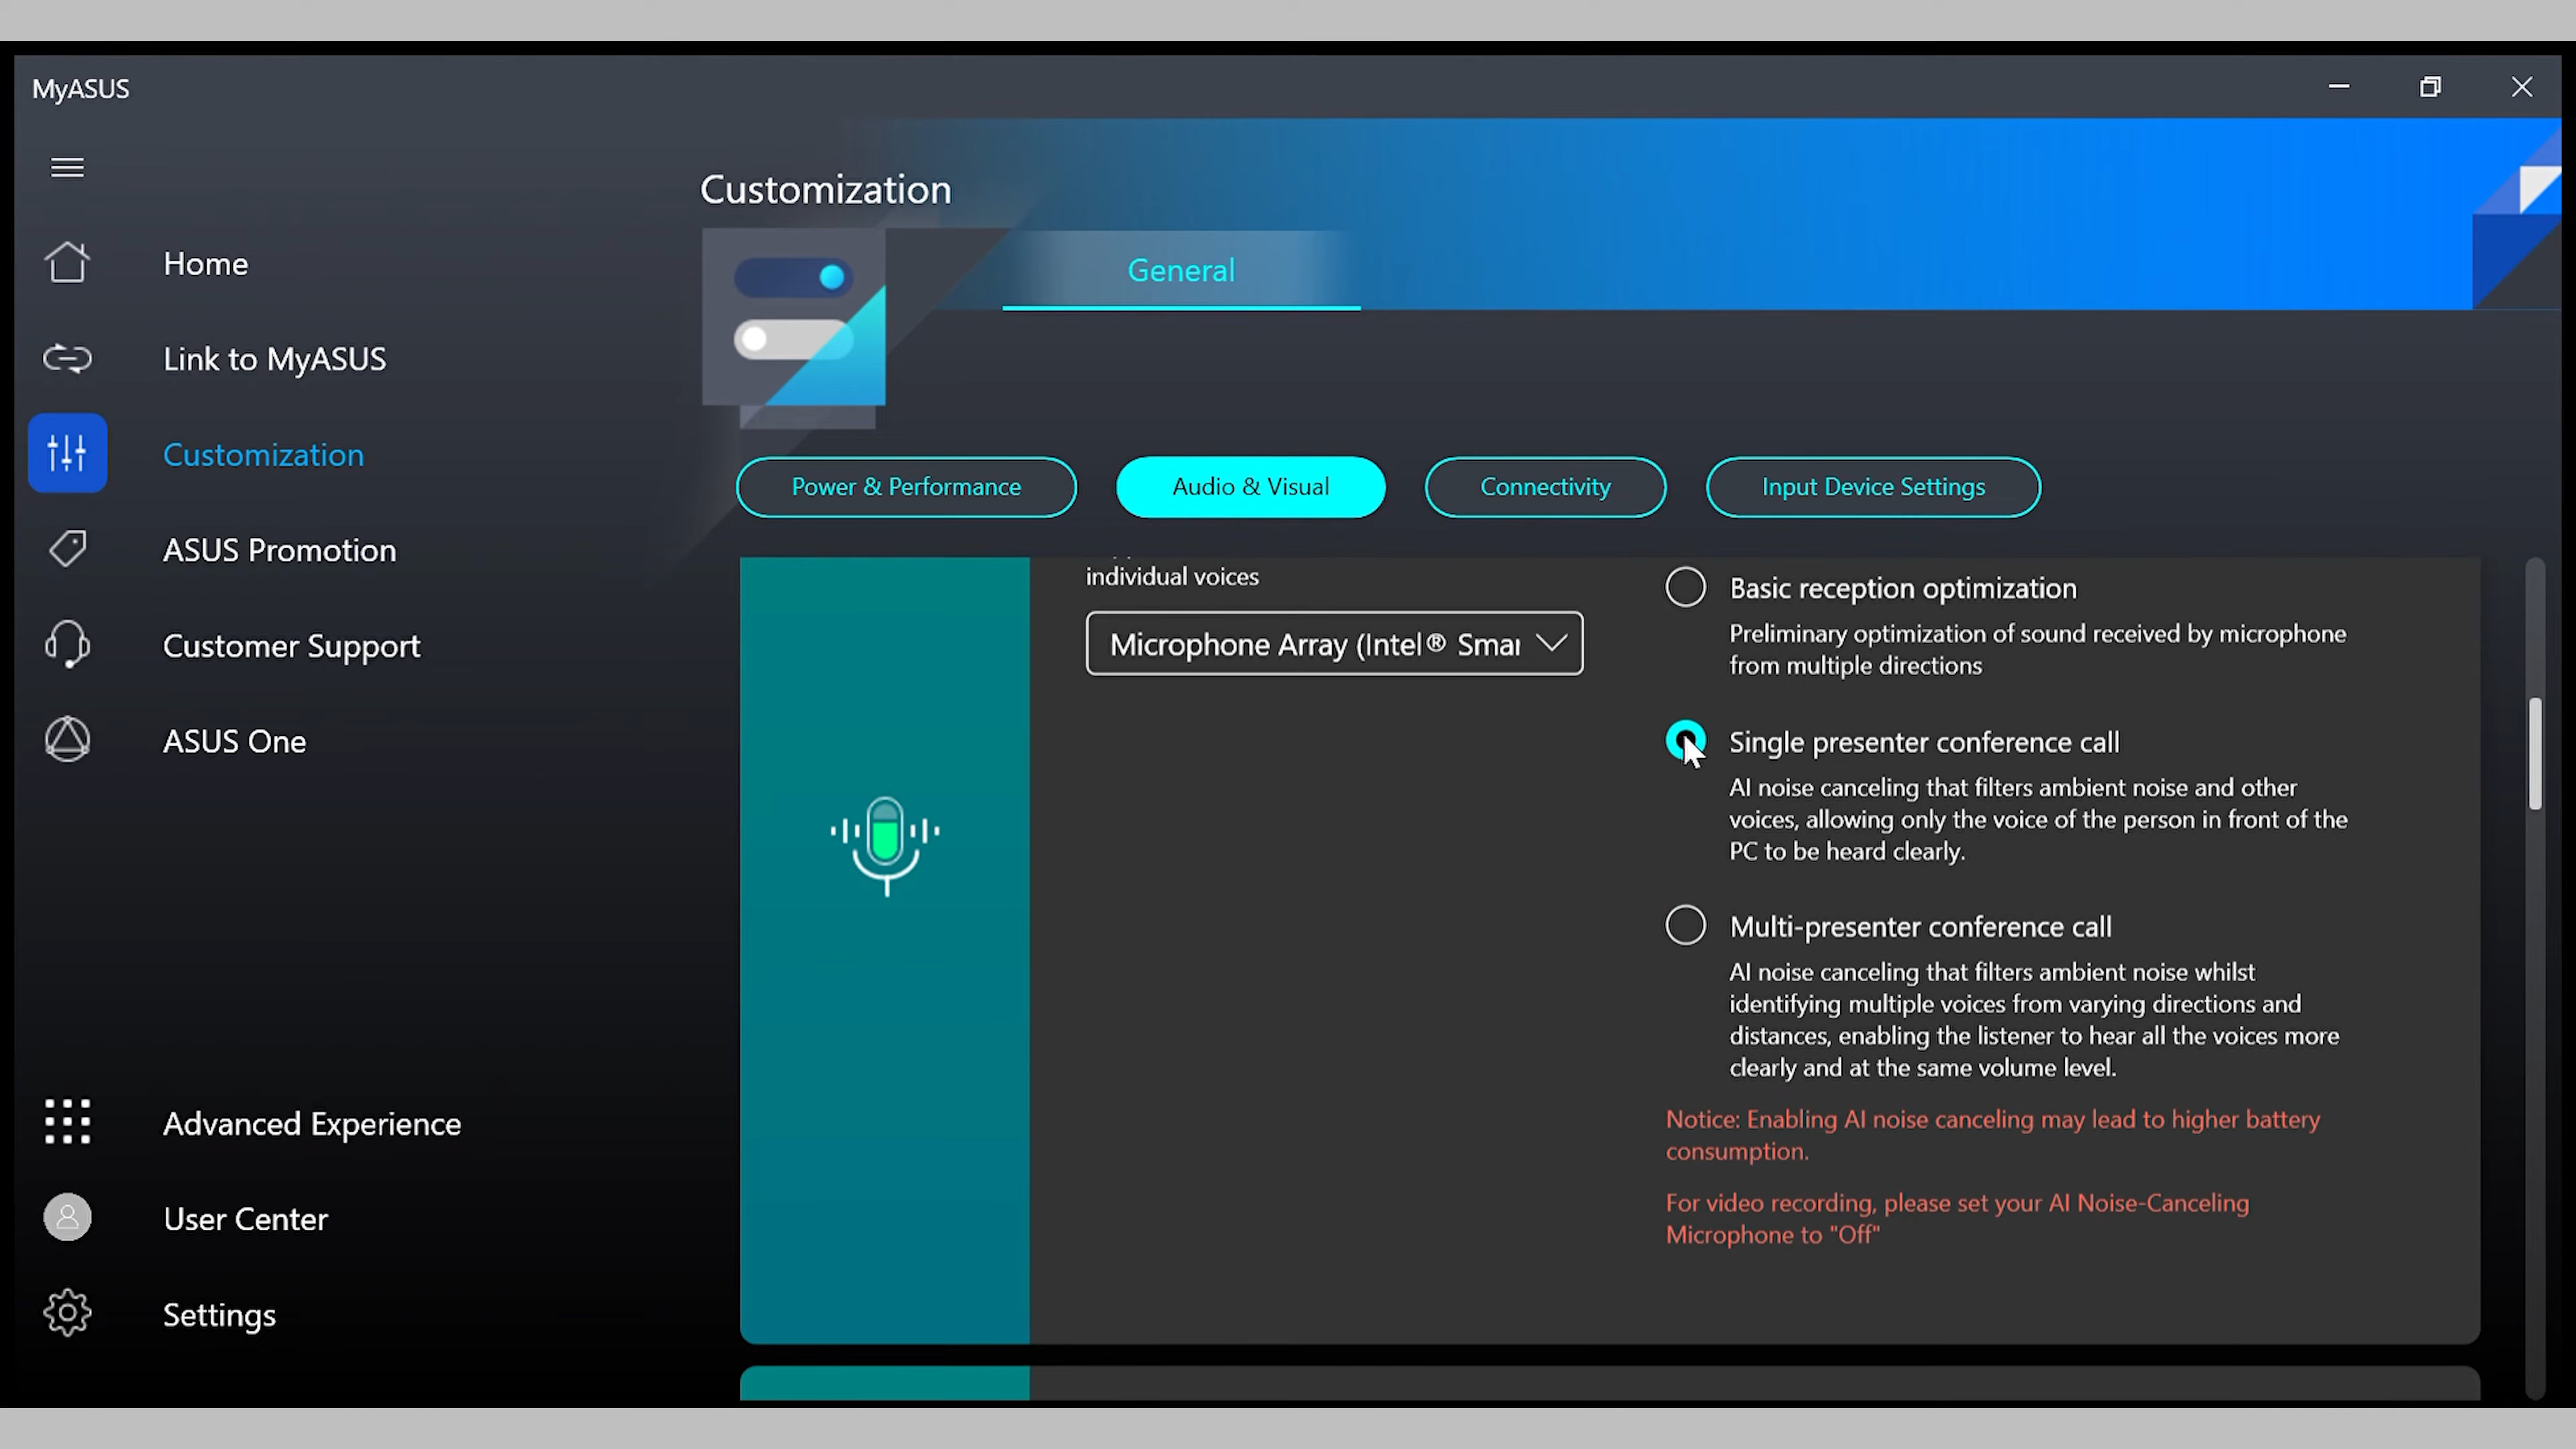 MyASUS
Customization
General
Home
Link to MyASUS
Customization
ASUS Promotion
Customer Support
ASUS One
Advanced Experience
User Center
Settings
Power & Performance
Audio & Visual
Connectivity
Input Device Settings
individual voices
Microphone Array (Intel® Smar
Basic reception optimization
Preliminary optimization of sound received by microphone
from multiple directions
Single presenter conference call
AI noise canceling that filters ambient noise and other
voices, allowing only the voice of the person in front of the
PC to be heard clearly.
Multi-presenter conference call
AI noise canceling that filters ambient noise whilst
identifying multiple voices from varying directions and
distances, enabling the listener to hear all the voices more
clearly and at the same volume level.
Notice: Enabling AI noise canceling may lead to higher battery
consumption.
For video recording, please set your AI Noise-Canceling
Microphone to "Off"